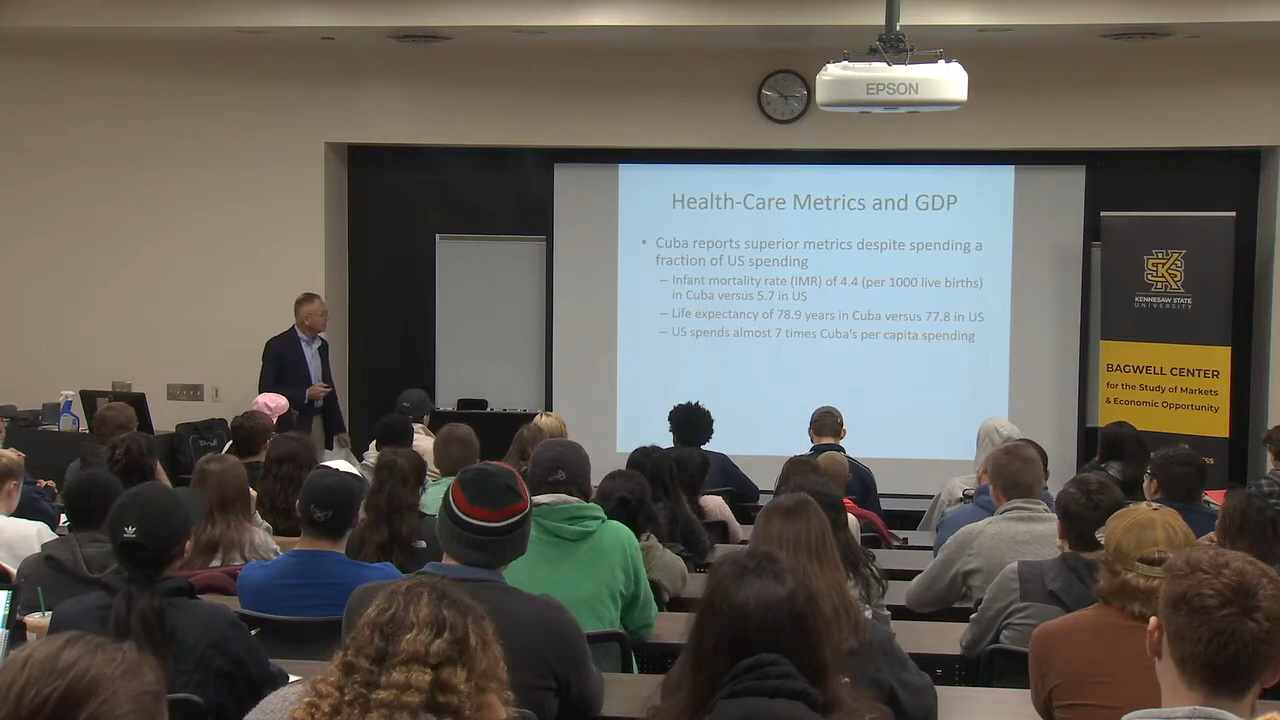 EPSON
Health-Care Metrics and GDP
• Cuba reports superior metrics despite spending a
fraction of US spending
– Infant mortality rate (IMR) of 4.4 (per 1000 live births)
in Cuba versus 5.7 in US
– Life expectancy of 78.9 years in Cuba versus 77.8 in US
– US spends almost 7 times Cuba's per capita spending
KS
KENNESAW STATE
UNIVERSITY
BAGWELL CENTER
for the Study of Markets
& Economic Opportunity